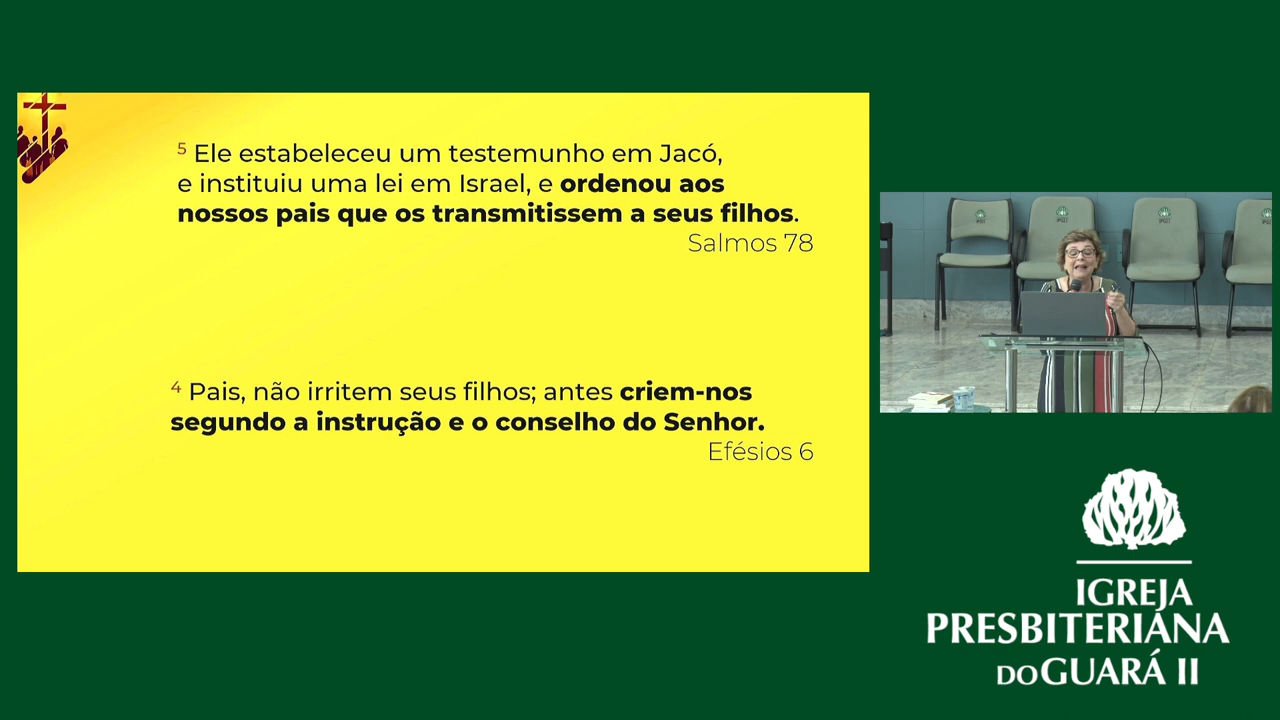 ⁵ Ele estabeleceu um testemunho em Jacó,
e instituiu uma lei em Israel, e ordenou aos
nossos pais que os transmitissem a seus filhos.
Salmos 78
⁴ Pais, não irritem seus filhos; antes criem-nos
segundo a instrução e o conselho do Senhor.
Efésios 6
IGREJA
PRESBITERIANA
DO GUARÁ II